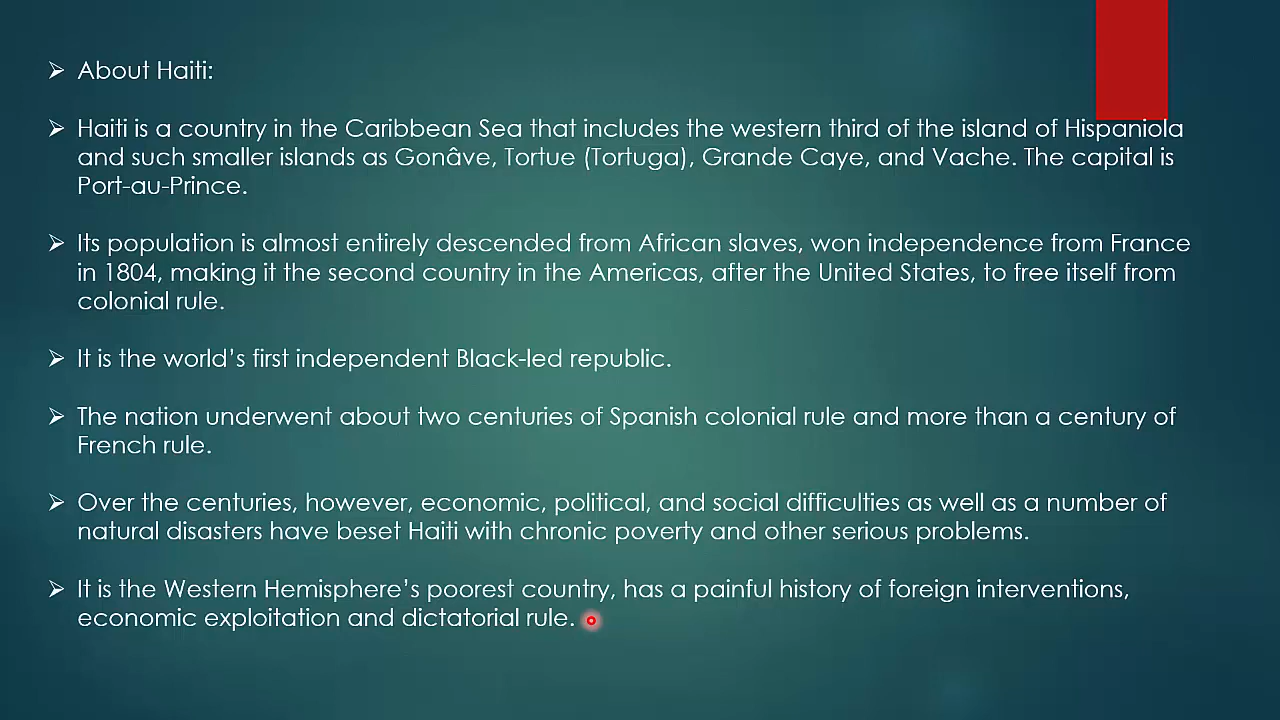 ➢ About Haiti:
➢ Haiti is a country in the Caribbean Sea that includes the western third of the island of Hispaniola
and such smaller islands as Gonâve, Tortue (Tortuga), Grande Caye, and Vache. The capital is
Port-au-Prince.
➢ Its population is almost entirely descended from African slaves, won independence from France
in 1804, making it the second country in the Americas, after the United States, to free itself from
colonial rule.
➢ It is the world’s first independent Black-led republic.
➢ The nation underwent about two centuries of Spanish colonial rule and more than a century of
French rule.
➢ Over the centuries, however, economic, political, and social difficulties as well as a number of
natural disasters have beset Haiti with chronic poverty and other serious problems.
➢ It is the Western Hemisphere’s poorest country, has a painful history of foreign interventions,
economic exploitation and dictatorial rule.